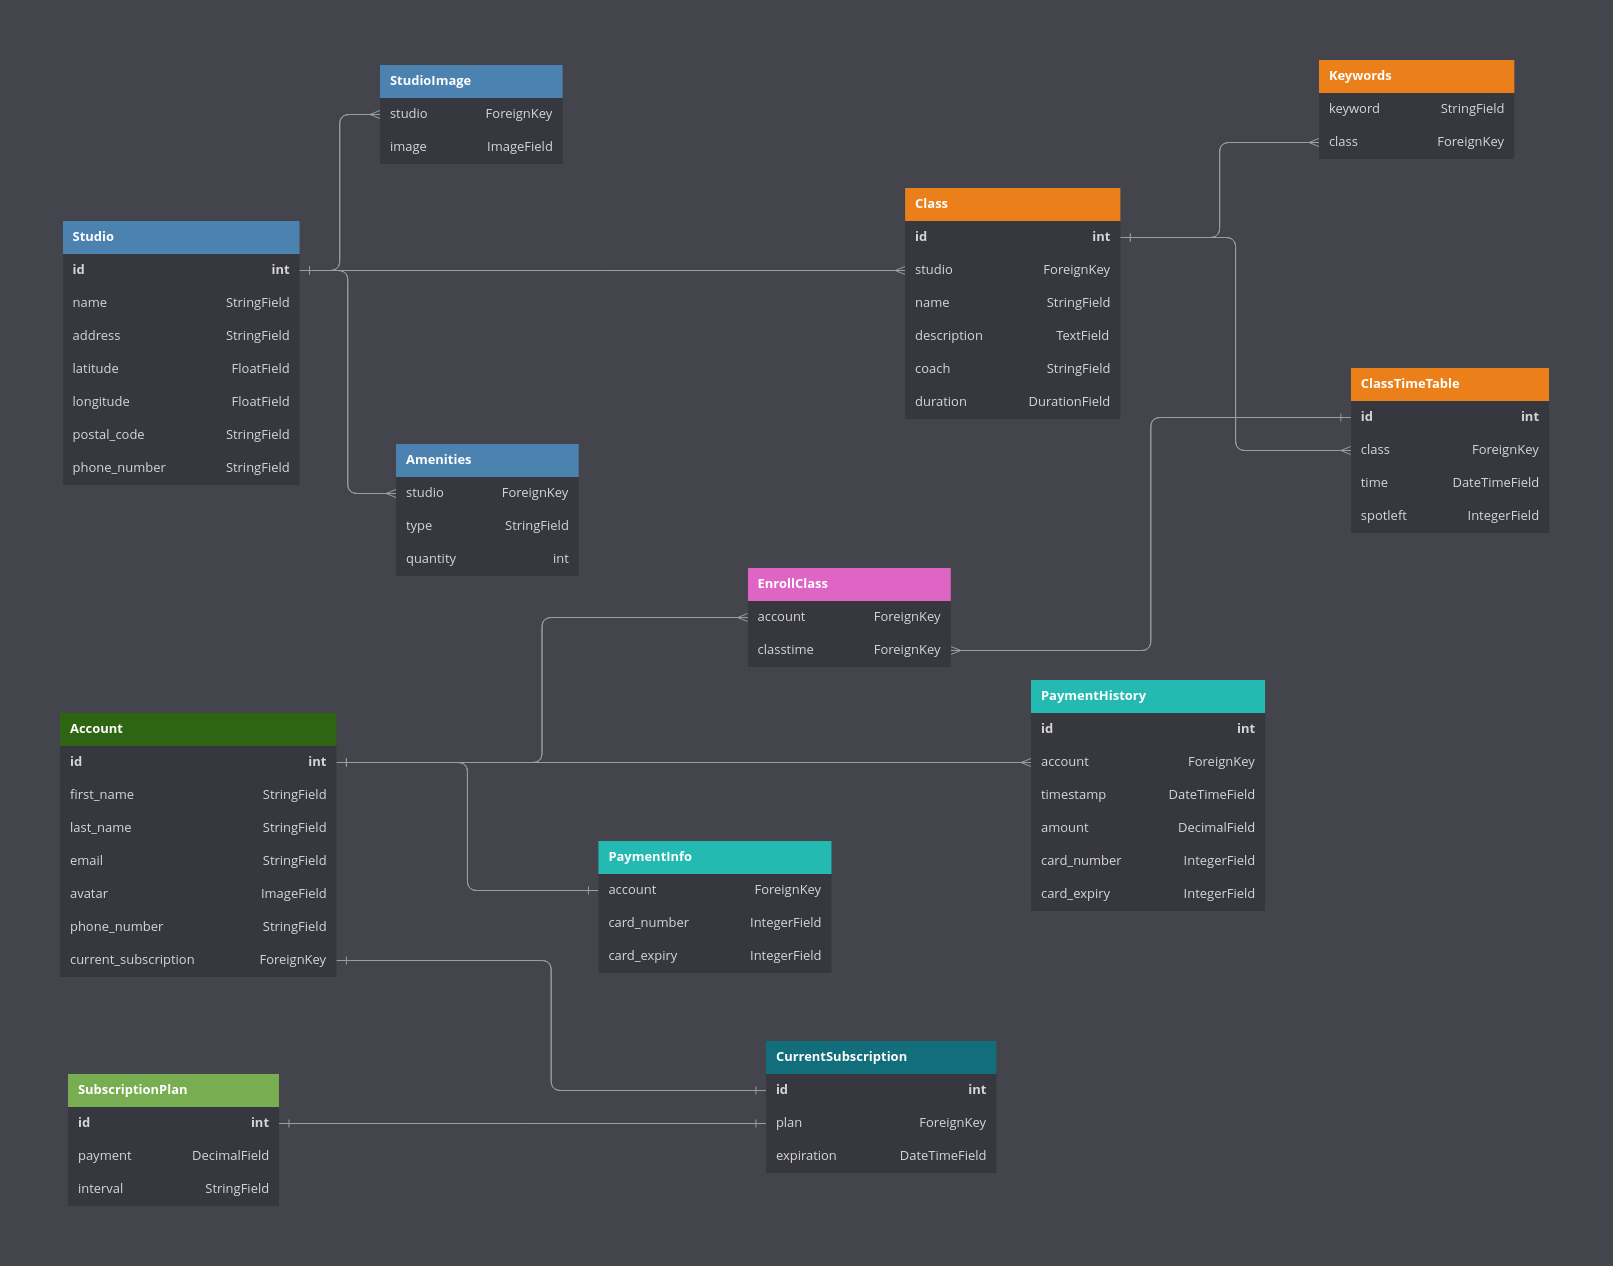 StudioImage
studio ForeignKey
image ImageField
Keywords
keyword StringField
class ForeignKey
Studio
id int
name StringField
address StringField
latitude FloatField
longitude FloatField
postal_code StringField
phone_number StringField
Class
id int
studio ForeignKey
name StringField
description TextField
coach StringField
duration DurationField
ClassTimeTable
id int
class ForeignKey
time DateTimeField
spotleft IntegerField
Amenities
studio ForeignKey
type StringField
quantity int
EnrollClass
account ForeignKey
classtime ForeignKey
PaymentHistory
id int
account ForeignKey
timestamp DateTimeField
amount DecimalField
card_number IntegerField
card_expiry IntegerField
Account
id int
first_name StringField
last_name StringField
email StringField
avatar ImageField
phone_number StringField
current_subscription ForeignKey
PaymentInfo
account ForeignKey
card_number IntegerField
card_expiry IntegerField
CurrentSubscription
id int
plan ForeignKey
expiration DateTimeField
SubscriptionPlan
id int
payment DecimalField
interval StringField